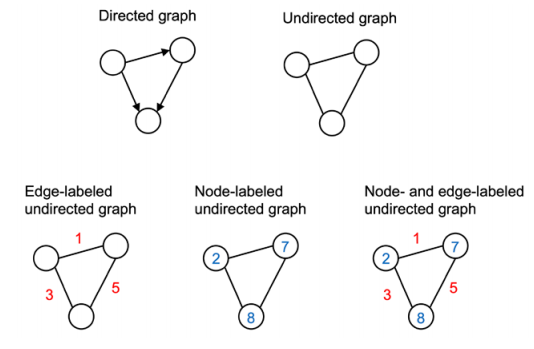 Directed graph
Undirected graph
Edge-labeled
undirected graph
1
3
5
Node-labeled
undirected graph
2
7
8
Node- and edge-labeled
undirected graph
1
2
7
3
5
8